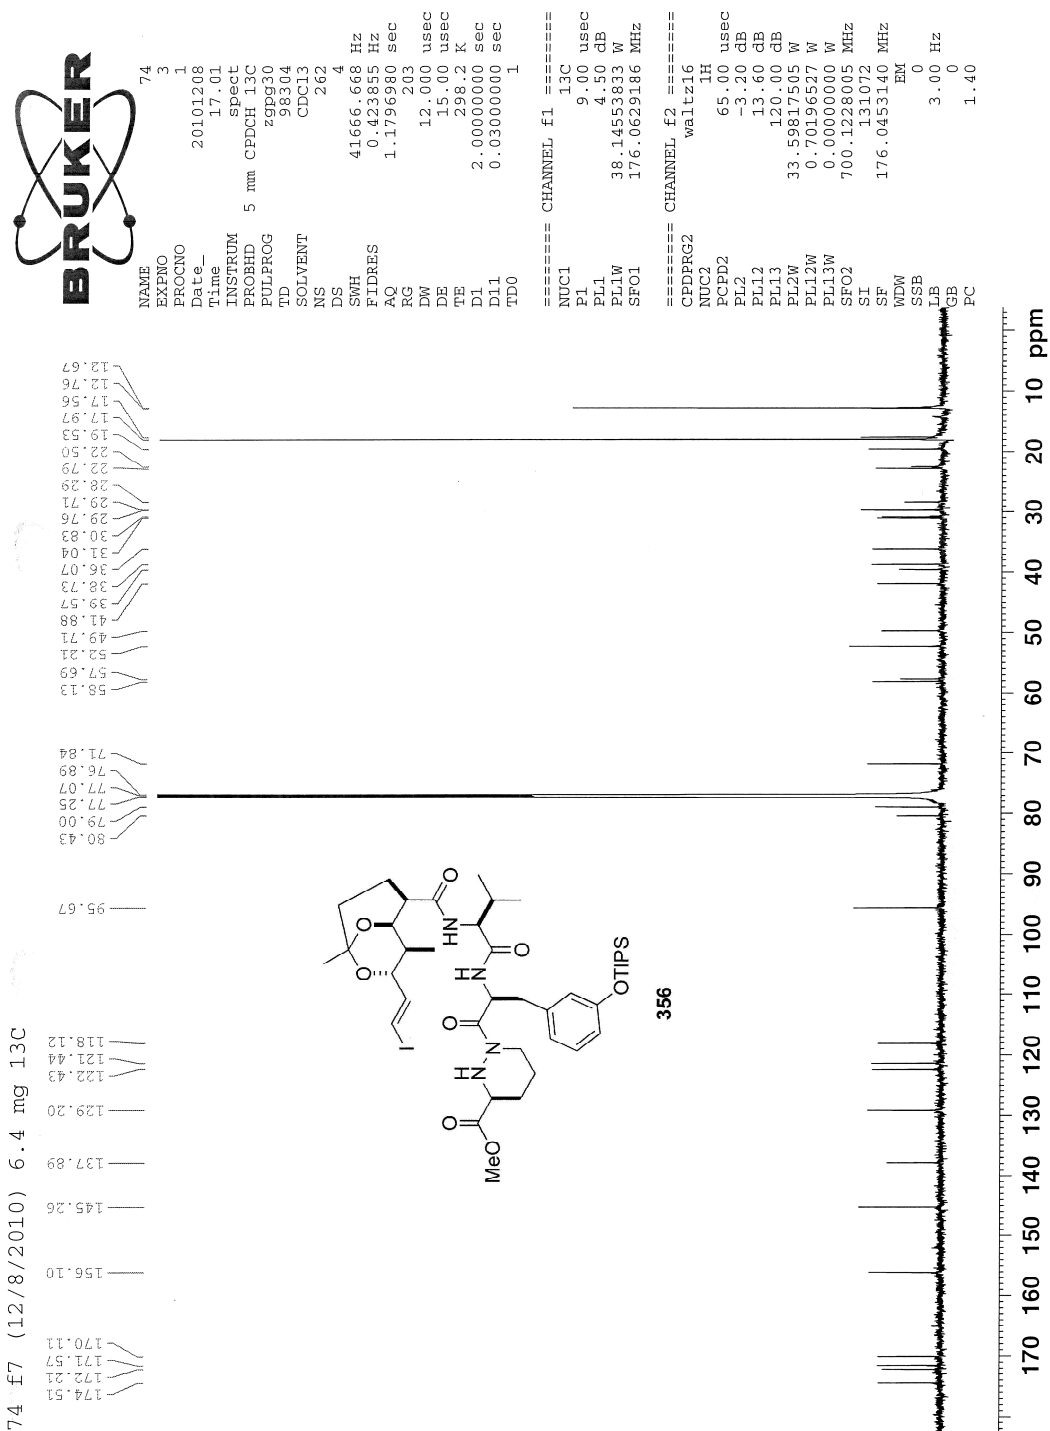 74 f7 (12/8/2010) 6.4 mg 13C
BRUKER
NAME 74
EXPNO 3
PROCNO 1
Date_ 20101208
Time 17.01
INSTRUM spect
PROBHD 5 mm CPDCH 13C
PULPROG zgpg30
TD 98304
SOLVENT CDCl3
NS 262
DS 4
SWH 41666.668 Hz
FIDRES 0.423855 Hz
AQ 1.1796980 sec
RG 203
DW 12.000 usec
DE 15.00 usec
TE 298.2 K
D1 2.00000000 sec
D11 0.03000000 sec
TD0 1
======== CHANNEL f1 ========
NUC1 13C
P1 9.00 usec
PL1 4.50 dB
PL1W 38.14553833 W
SFO1 176.0629186 MHz
======== CHANNEL f2 ========
CPDPRG2 waltz16
NUC2 1H
PCPD2 65.00 usec
PL2 -3.20 dB
PL12 13.60 dB
PL13 120.00 dB
PL2W 33.59817505 W
PL12W 0.70196527 W
PL13W 0.00000000 W
SFO2 700.1228005 MHz
SI 131072
SF 176.0453140 MHz
WDW EM
SSB 0
LB 3.00 Hz
GB 0
PC 1.40
174.51
172.21
171.57
170.11
156.10
145.26
137.89
129.20
122.43
121.44
118.12
95.67
80.43
79.00
77.25
77.07
76.89
71.84
58.13
57.69
52.21
49.71
41.88
39.57
38.73
36.07
31.04
30.83
29.76
29.71
28.29
22.79
22.50
19.53
17.97
17.56
12.76
12.67
O
O
I
O
HN
O
H
N
O
H
N
N
O
MeO
OTIPS
356
170 160 150 140 130 120 110 100 90 80 70 60 50 40 30 20 10 ppm